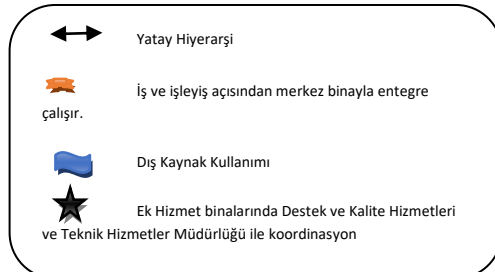 Yatay Hiyerarşi
İş ve işleyiş açısından merkez binayla entegre
çalışır.
Dış Kaynak Kullanımı
Ek Hizmet binalarında Destek ve Kalite Hizmetleri
ve Teknik Hizmetler Müdürlüğü ile koordinasyon